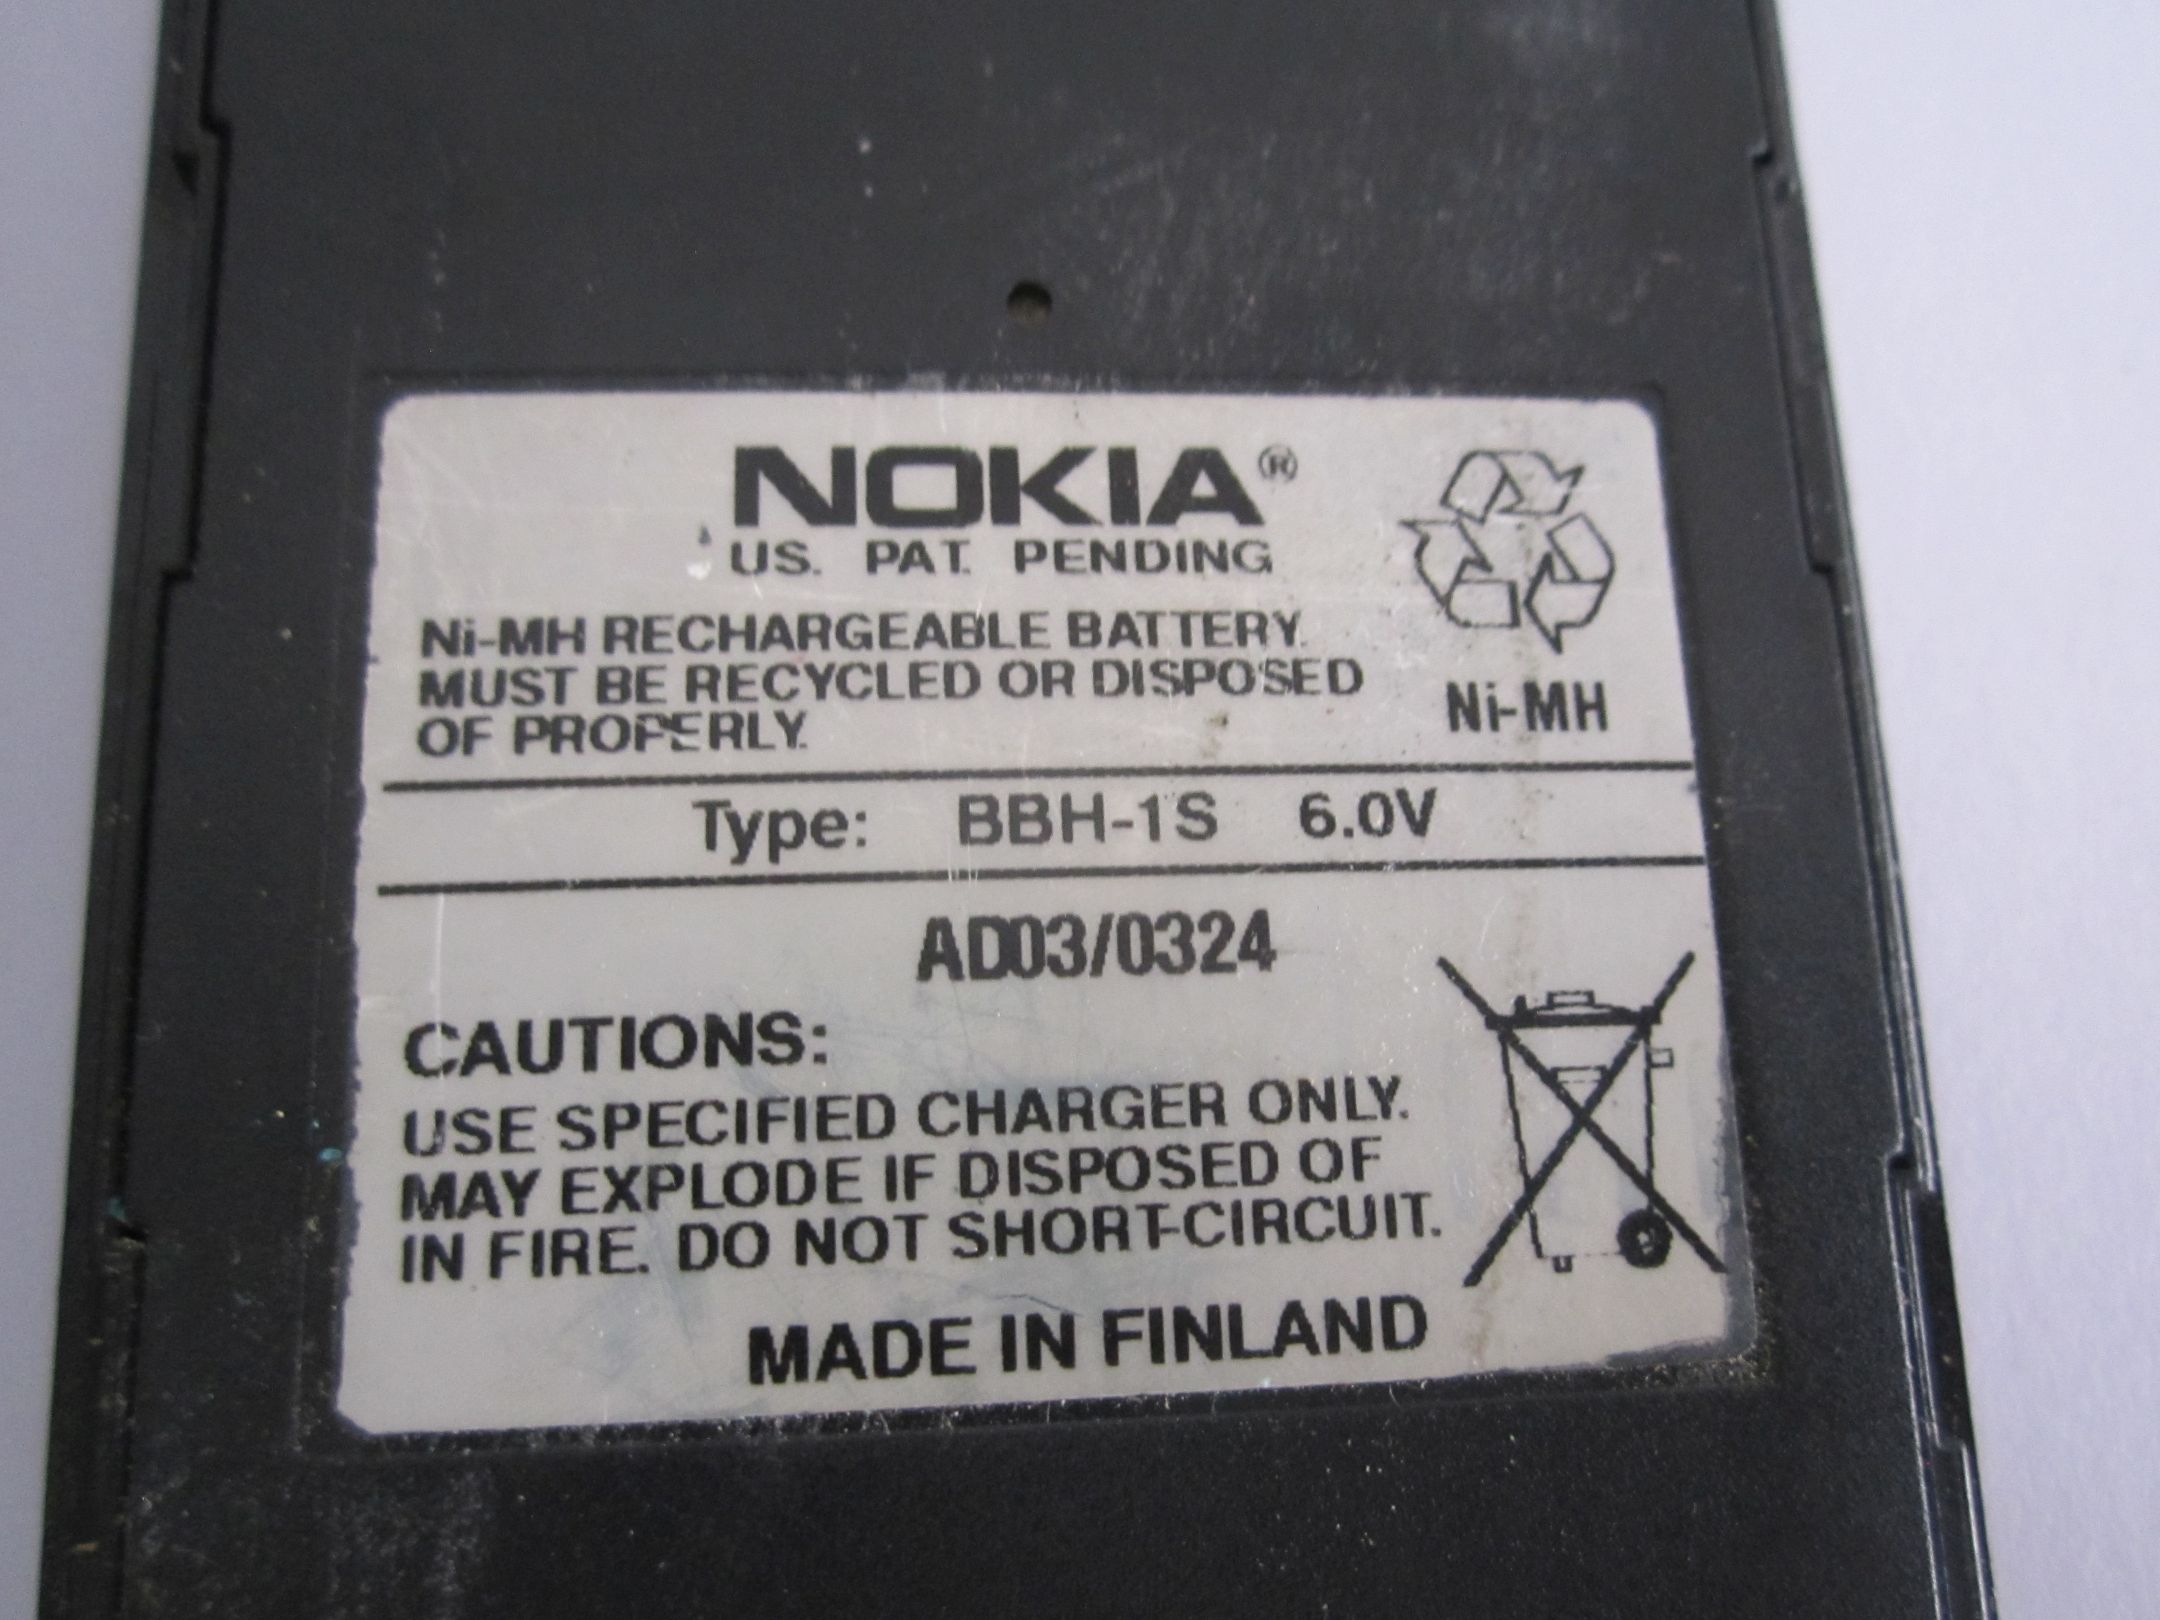 NOKIA®
US. PAT. PENDING
Ni-MH RECHARGEABLE BATTERY.
MUST BE RECYCLED OR DISPOSED
OF PROPERLY.
Ni-MH
Type: BBH-1S 6.0V
AD03/0324
CAUTIONS:
USE SPECIFIED CHARGER ONLY.
MAY EXPLODE IF DISPOSED OF
IN FIRE. DO NOT SHORT-CIRCUIT.
MADE IN FINLAND